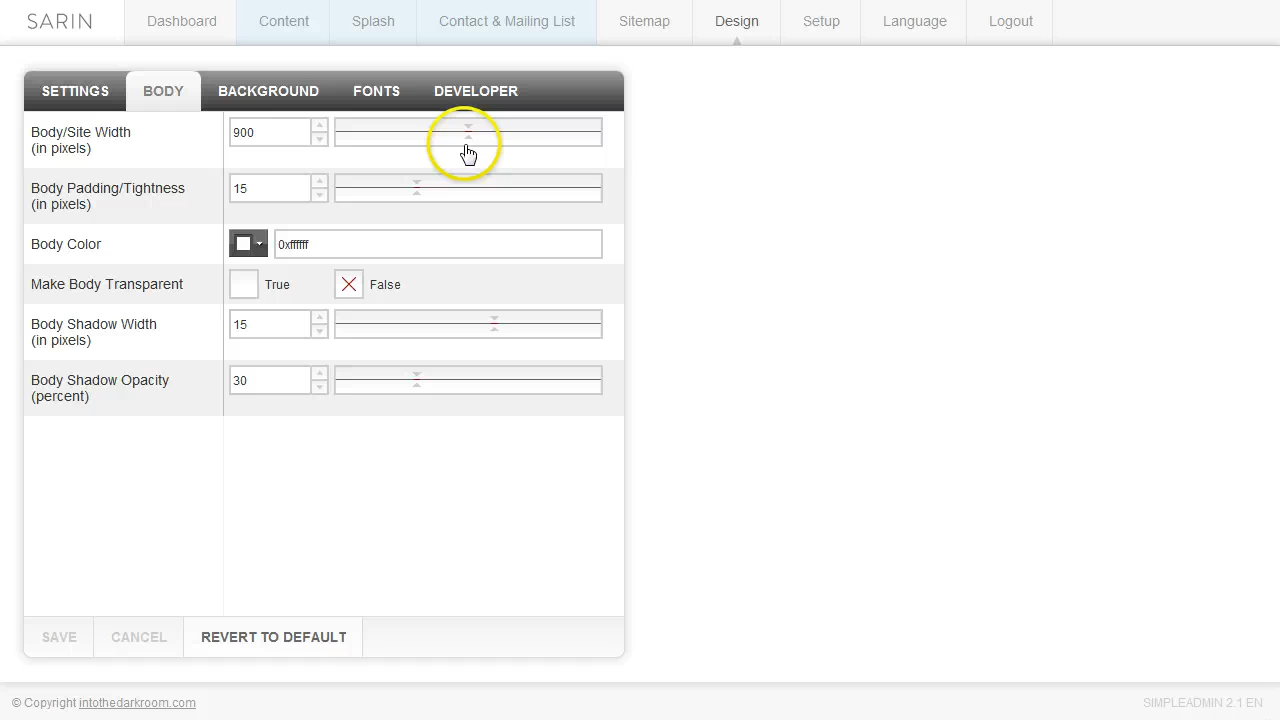 SARIN Dashboard Content Splash Contact & Mailing List Sitemap Design Setup Language Logout
SETTINGS BODY BACKGROUND FONTS DEVELOPER
Body/Site Width
(in pixels)
900
Body Padding/Tightness
(in pixels)
15
Body Color
0xffffff
Make Body Transparent
True False
Body Shadow Width
(in pixels)
15
Body Shadow Opacity
(percent)
30
SAVE CANCEL REVERT TO DEFAULT
© Copyright intothedarkroom.com SIMPLEADMIN 2.1 EN